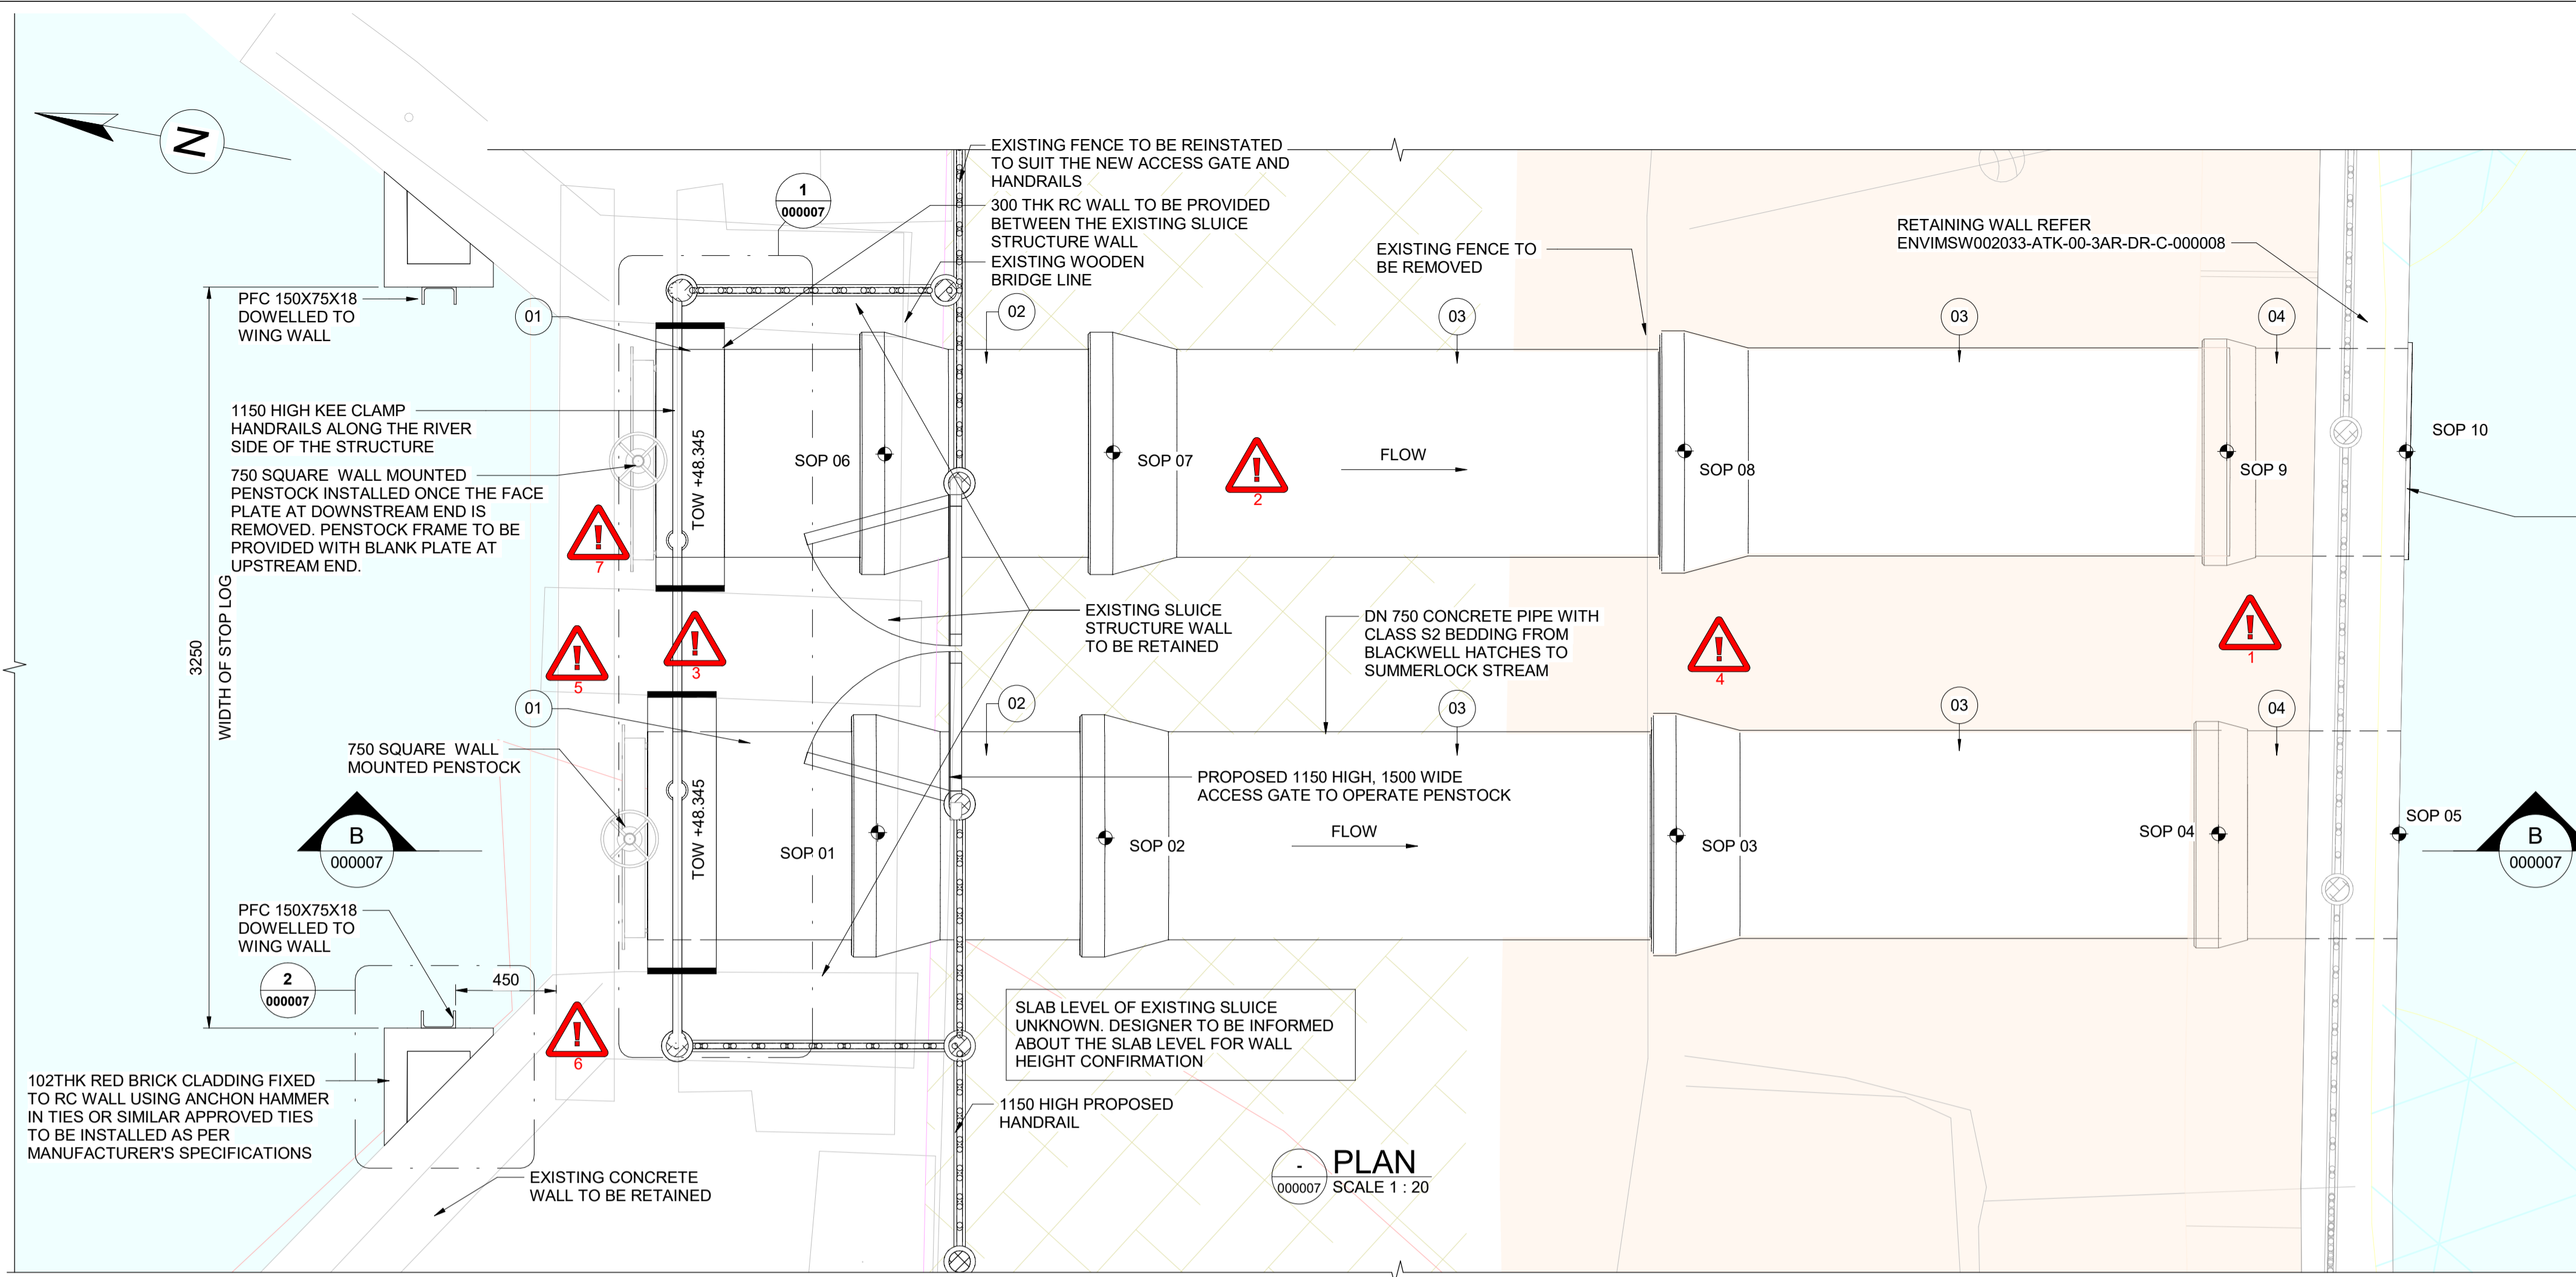 N
EXISTING FENCE TO BE REINSTATED
TO SUIT THE NEW ACCESS GATE AND
HANDRAILS
1
000007
300 THK RC WALL TO BE PROVIDED
BETWEEN THE EXISTING SLUICE
STRUCTURE WALL
EXISTING WOODEN
BRIDGE LINE
EXISTING FENCE TO
BE REMOVED
RETAINING WALL REFER
ENVIMSW002033-ATK-00-3AR-DR-C-000008
PFC 150X75X18
DOWELLED TO
WING WALL
01
02
03
03
04
1150 HIGH KEE CLAMP
HANDRAILS ALONG THE RIVER
SIDE OF THE STRUCTURE
750 SQUARE WALL MOUNTED
PENSTOCK INSTALLED ONCE THE FACE
PLATE AT DOWNSTREAM END IS
REMOVED. PENSTOCK FRAME TO BE
PROVIDED WITH BLANK PLATE AT
UPSTREAM END.
TOW +48.345
SOP 06
SOP 07
!
2
FLOW
SOP 08
SOP 9
SOP 10
!
7
3250
WIDTH OF STOP LOG
!
5
!
3
EXISTING SLUICE
STRUCTURE WALL
TO BE RETAINED
DN 750 CONCRETE PIPE WITH
CLASS S2 BEDDING FROM
BLACKWELL HATCHES TO
SUMMERLOCK STREAM
!
4
!
1
01
02
03
03
04
750 SQUARE WALL
MOUNTED PENSTOCK
PROPOSED 1150 HIGH, 1500 WIDE
ACCESS GATE TO OPERATE PENSTOCK
B
000007
TOW +48.345
SOP 01
SOP 02
FLOW
SOP 03
SOP 04
SOP 05
B
000007
PFC 150X75X18
DOWELLED TO
WING WALL
2
000007
450
!
6
SLAB LEVEL OF EXISTING SLUICE
UNKNOWN. DESIGNER TO BE INFORMED
ABOUT THE SLAB LEVEL FOR WALL
HEIGHT CONFIRMATION
102THK RED BRICK CLADDING FIXED
TO RC WALL USING ANCHON HAMMER
IN TIES OR SIMILAR APPROVED TIES
TO BE INSTALLED AS PER
MANUFACTURER'S SPECIFICATIONS
1150 HIGH PROPOSED
HANDRAIL
EXISTING CONCRETE
WALL TO BE RETAINED
-
000007
PLAN
SCALE 1 : 20